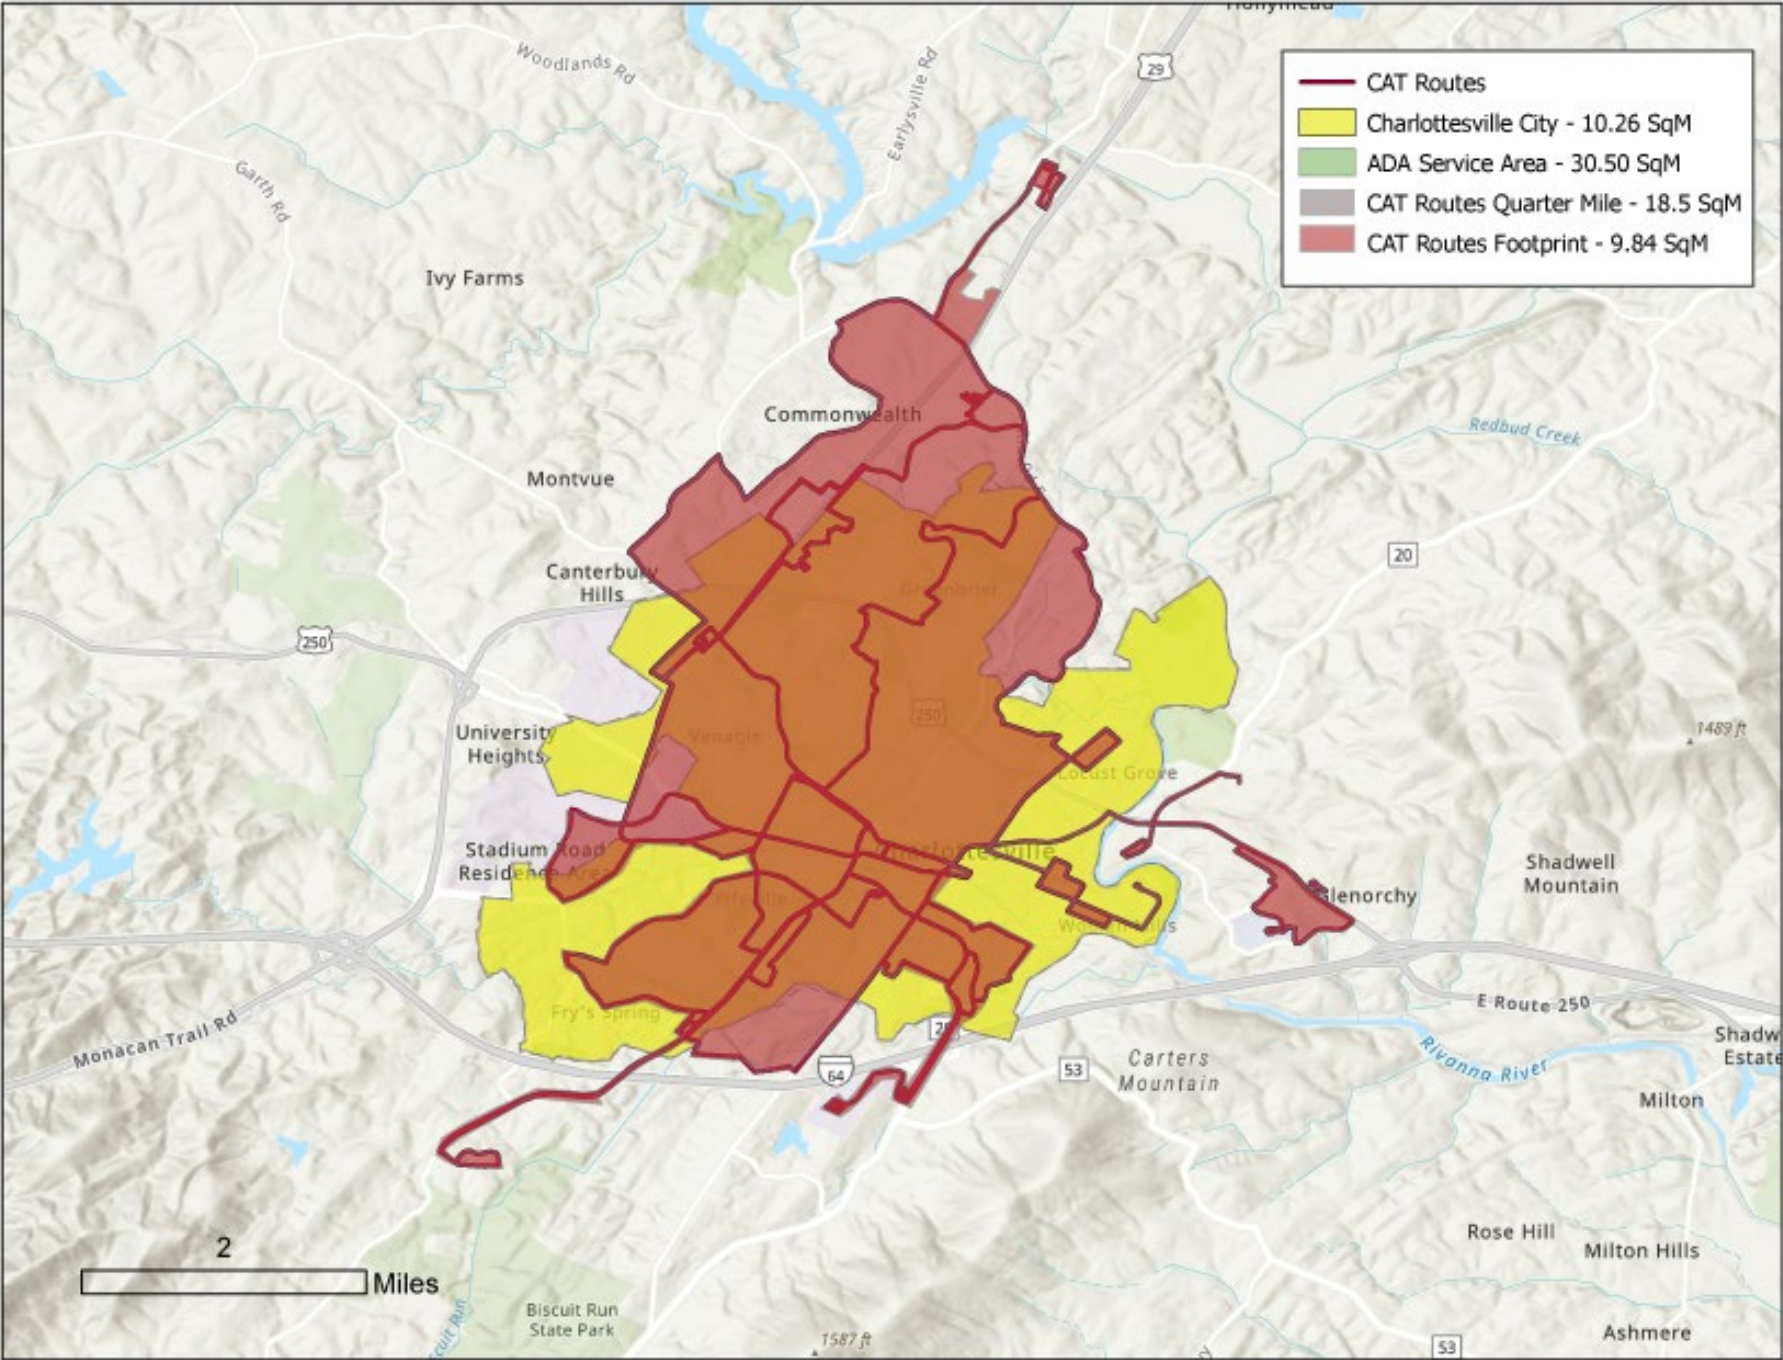 Hollymead
Woodlands Rd
Earlysville Rd
29
CAT Routes
Charlottesville City - 10.26 SqM
ADA Service Area - 30.50 SqM
CAT Routes Quarter Mile - 18.5 SqM
CAT Routes Footprint - 9.84 SqM
Garth Rd
Ivy Farms
Commonwealth
Redbud Creek
Montvue
20
Canterbury
Hills
Greenbrier
250
250
University
Heights
Venable
1489 ft
Locust Grove
Stadium Road
Residence Area
Charlottesville
Shadwell
Mountain
Fifeville
Glenorchy
Woolen Mills
Fry's Spring
E Route 250
Monacan Trail Rd
20
Shadw
Estate
Rivanna River
64
53
Carters
Mountain
Milton
2
Miles
Rose Hill
Milton Hills
Biscuit Run
State Park
scuit Run
1587 ft
Ashmere
53